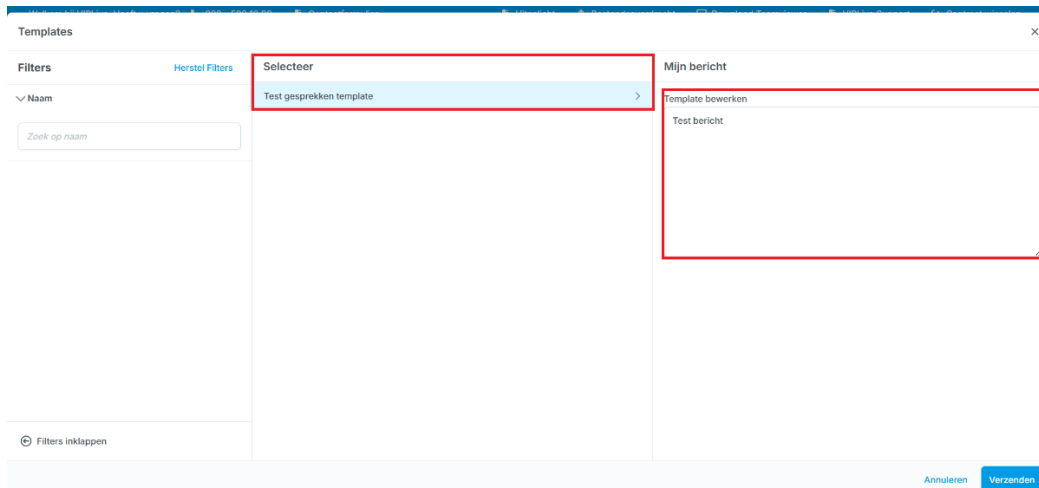 Templates
Filters
Herstel Filters
Selecteer
Mijn bericht
Naam
Test gesprekken template
Template bewerken
Zoek op naam
Test bericht
Filters inklappen
Annuleren
Verzenden